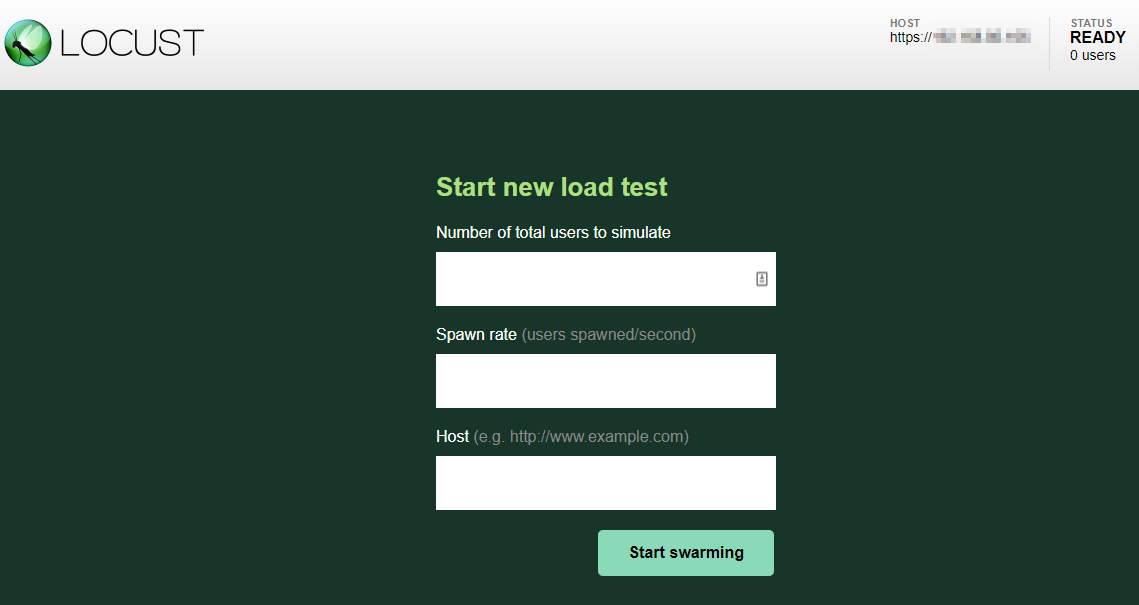 LOCUST
HOST
https://
STATUS
READY
0 users
Start new load test
Number of total users to simulate
Spawn rate (users spawned/second)
Host (e.g. http://www.example.com)
Start swarming